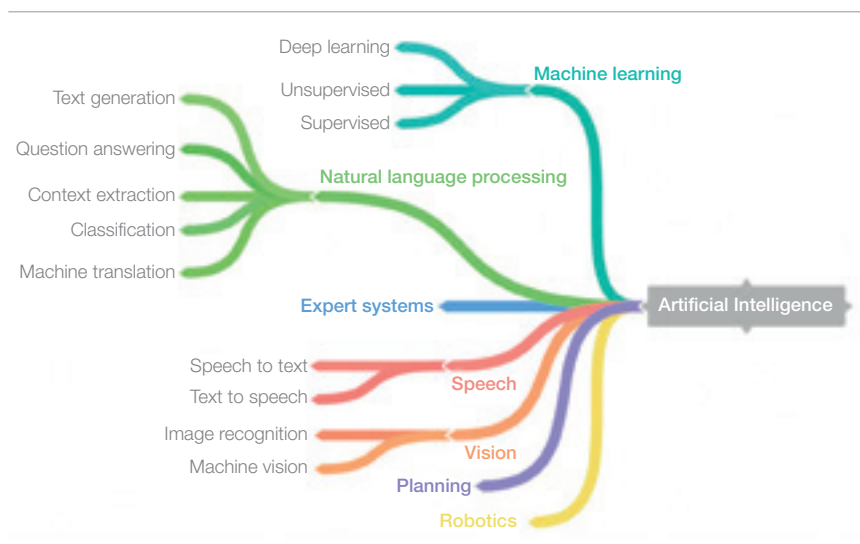 Deep learning
Machine learning
Unsupervised
Text generation
Supervised
Question answering
Natural language processing
Context extraction
Classification
Machine translation
Expert systems
Artificial Intelligence
Speech to text
Speech
Text to speech
Image recognition
Vision
Machine vision
Planning
Robotics